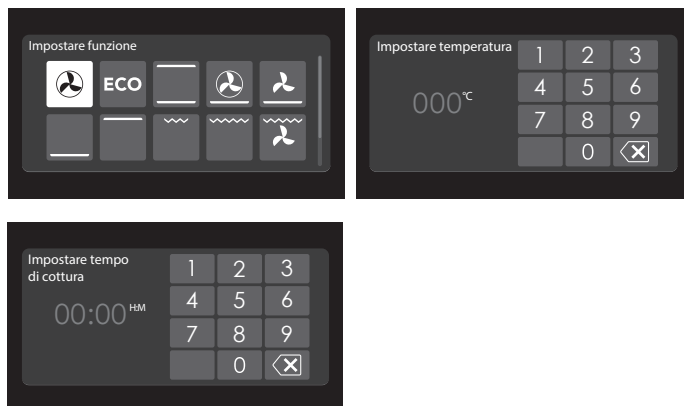 Impostare funzione
ECO
Impostare temperatura
000°C
1 2 3
4 5 6
7 8 9
0
Impostare tempo
di cottura
00:00 H:M
1 2 3
4 5 6
7 8 9
0